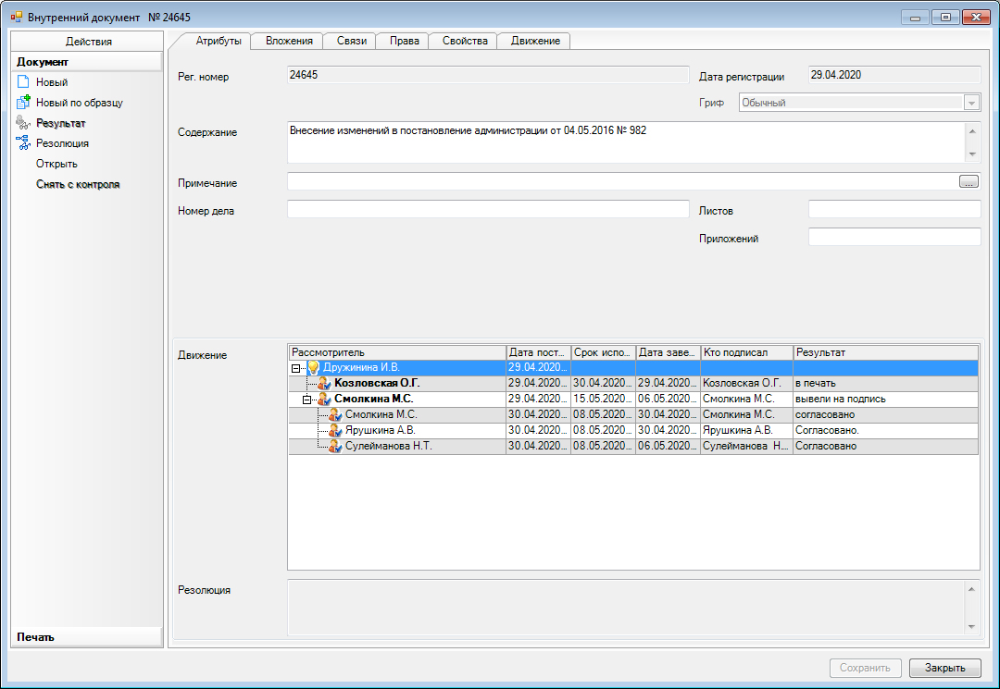 Внутренний документ № 24645
Действия
Документ
Новый
Новый по образцу
Результат
Резолюция
Открыть
Снять с контроля
Печать
Атрибуты Вложения Связи Права Свойства Движение
Рег. номер 24645 Дата регистрации 29.04.2020
Гриф Обычный
Содержание Внесение изменений в постановление администрации от 04.05.2016 № 982
Примечание ...
Номер дела Листов
Приложений
Движение
Рассмотритель Дата пост... Срок испо... Дата заве... Кто подписал Результат
Дружинина И.В. 29.04.2020...
Козловская О.Г. 29.04.2020... 30.04.2020... 29.04.2020... Козловская О.Г. в печать
Смолкина М.С. 29.04.2020... 15.05.2020... 06.05.2020... Смолкина М.С. вывели на подпись
Смолкина М.С. 30.04.2020... 08.05.2020... 30.04.2020... Смолкина М.С. согласовано
Ярушкина А.В. 30.04.2020... 08.05.2020... 30.04.2020... Ярушкина А.В. Согласовано.
Сулейманова Н.Т. 30.04.2020... 08.05.2020... 06.05.2020... Сулейманова Н... Согласовано
Резолюция
Сохранить Закрыть